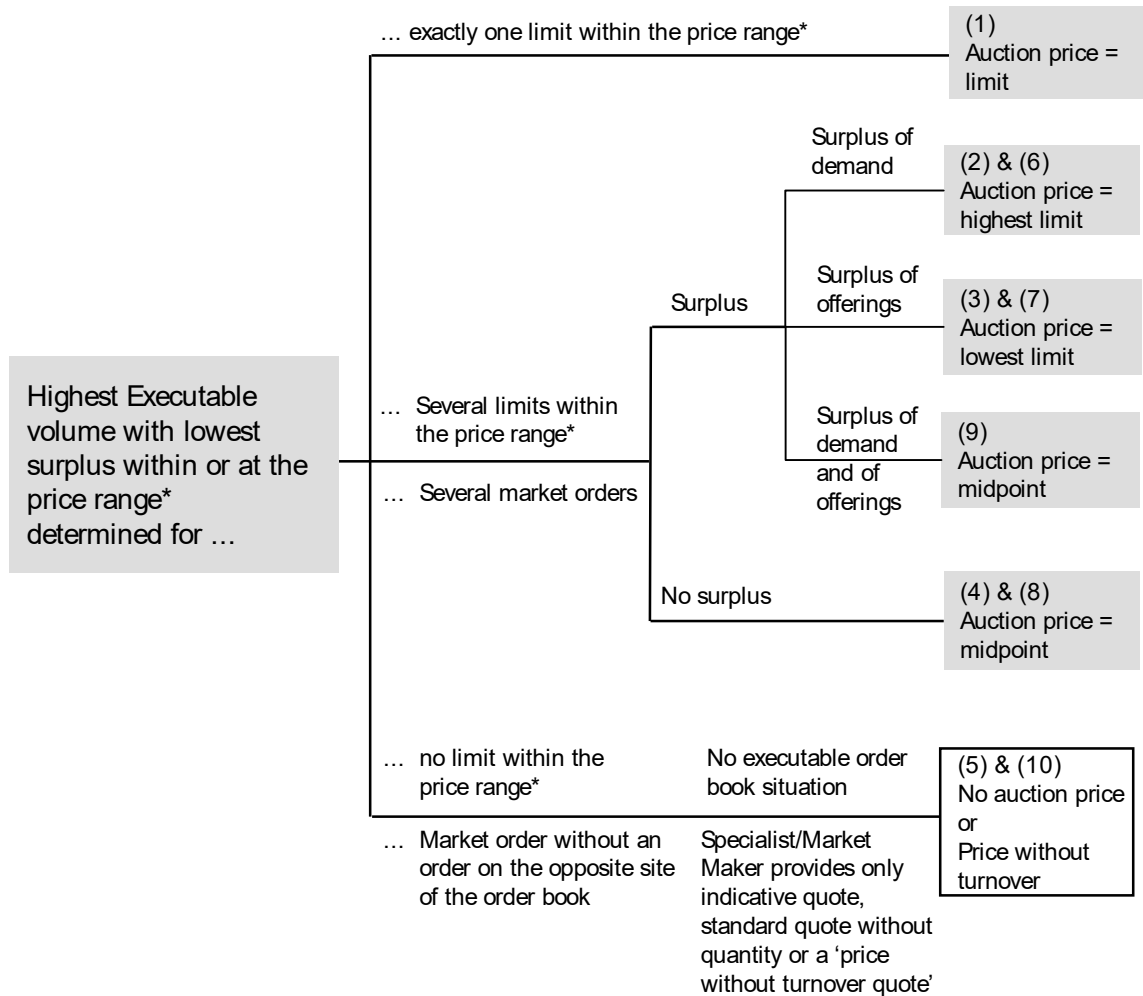 … exactly one limit within the price range*
(1)
Auction price =
limit
Surplus of
demand
(2) & (6)
Auction price =
highest limit
Surplus
Surplus of
offerings
(3) & (7)
Auction price =
lowest limit
Highest Executable
volume with lowest
surplus within or at the
price range*
determined for …
… Several limits within
the price range*
… Several market orders
Surplus of
demand
and of
offerings
(9)
Auction price =
midpoint
No surplus
(4) & (8)
Auction price =
midpoint
… no limit within the
price range*
No executable order
book situation
… Market order without an
order on the opposite site
of the order book
Specialist/Market
Maker provides only
indicative quote,
standard quote without
quantity or a ‘price
without turnover quote’
(5) & (10)
No auction price
or
Price without
turnover